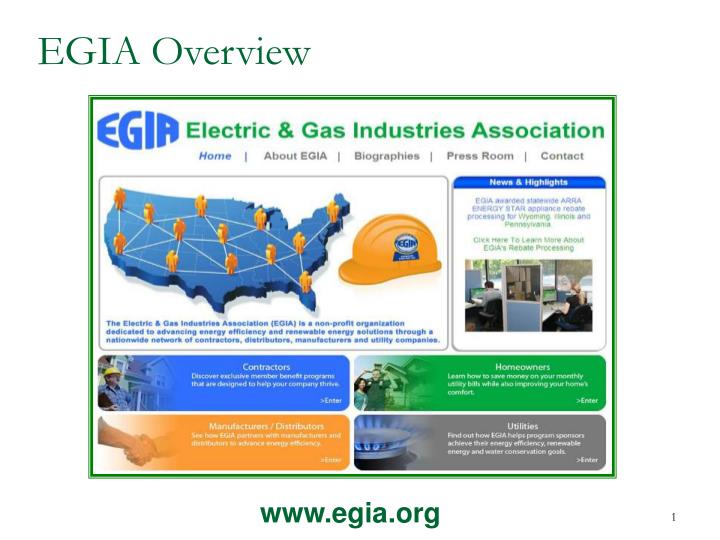 EGIA Overview
EGIA Electric & Gas Industries Association
Home | About EGIA | Biographies | Press Room | Contact
News & Highlights
EGIA awarded statewide ARRA
ENERGY STAR appliance rebate
processing for Wyoming, Illinois and
Pennsylvania.
Click Here To Learn More About
EGIA's Rebate Processing
EGIA
The Electric & Gas Industries Association (EGIA) is a non-profit organization
dedicated to advancing energy efficiency and renewable energy solutions through a
nationwide network of contractors, distributors, manufacturers and utility companies.
Contractors
Discover exclusive member benefit programs
that are designed to help your company thrive.
>Enter
Homeowners
Learn how to save money on your monthly
utility bills while also improving your home's
comfort.
>Enter
Manufacturers / Distributors
See how EGIA partners with manufacturers and
distributors to advance energy efficiency.
>Enter
Utilities
Find out how EGIA helps program sponsors
achieve their energy efficiency, renewable
energy and water conservation goals.
>Enter
www.egia.org
1